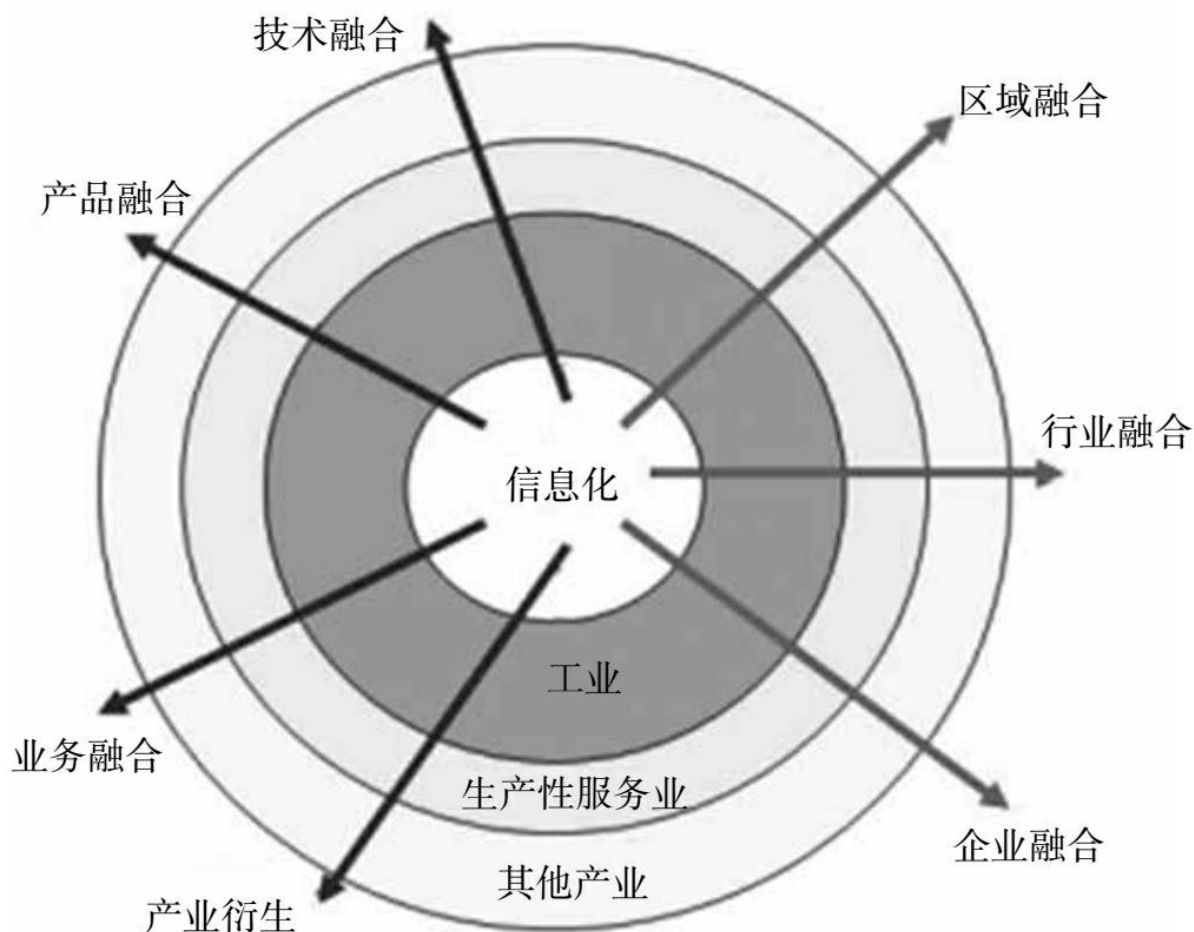 技术融合
区域融合
产品融合
行业融合
信息化
工业
业务融合
生产性服务业
企业融合
其他产业
产业衍生